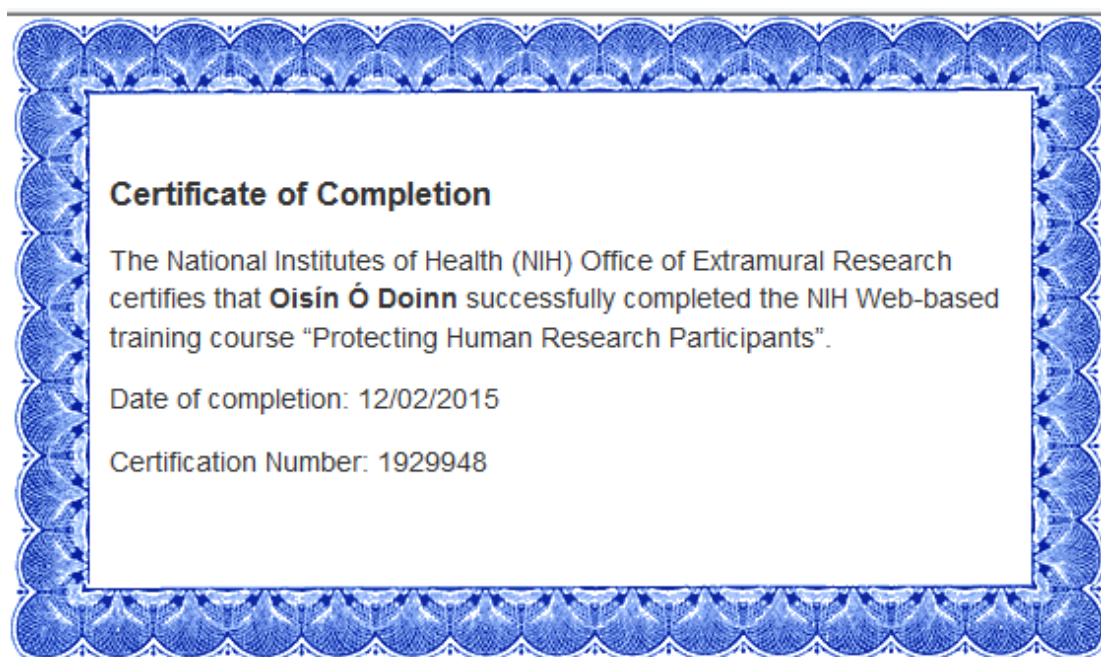 Certificate of Completion
The National Institutes of Health (NIH) Office of Extramural Research
certifies that Oisín Ó Doinn successfully completed the NIH Web-based
training course “Protecting Human Research Participants”.
Date of completion: 12/02/2015
Certification Number: 1929948